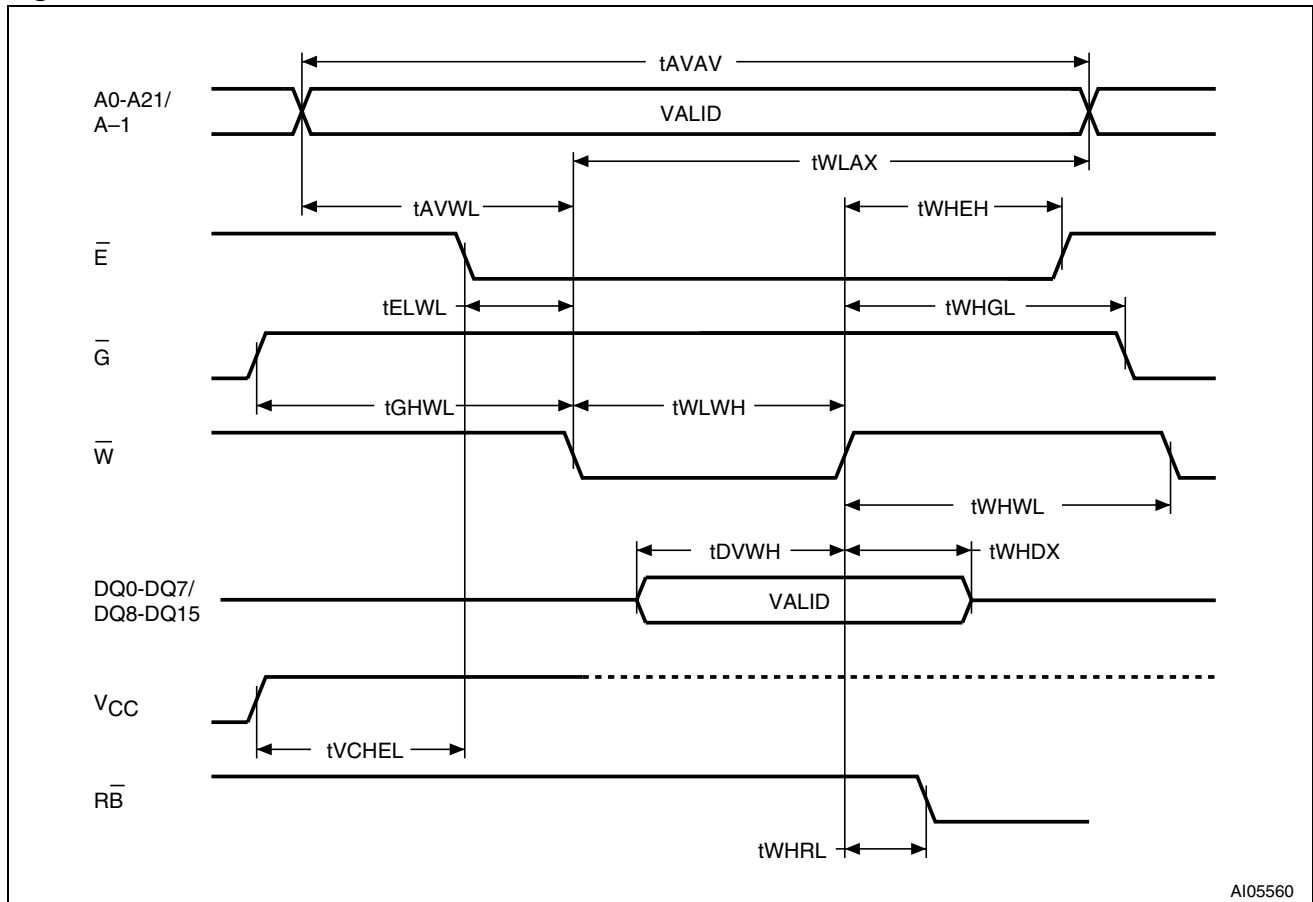 tAVAV
A0-A21/
A–1
VALID
tWLAX
tAVWL
tWHEH
E̅
tELWL
tWHGL
G̅
tGHWL
tWLWH
W̅
tWHWL
tDVWH
tWHDX
DQ0-DQ7/
DQ8-DQ15
VALID
VCC
tVCHEL
RB̅
tWHRL
AI05560